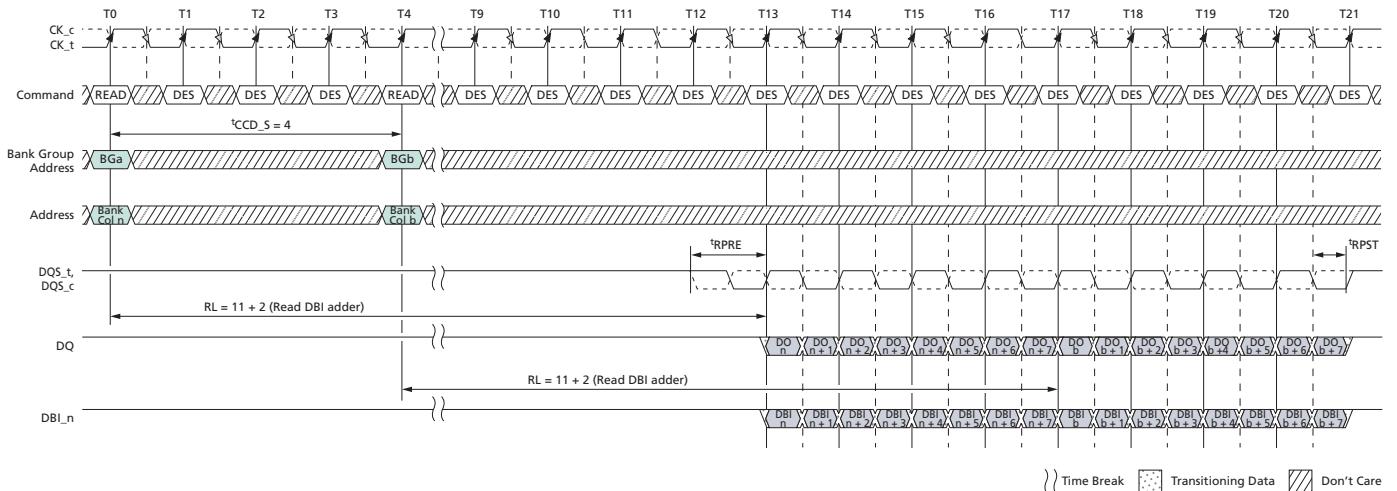 T0 T1 T2 T3 T4 T9 T10 T11 T12 T13 T14 T15 T16 T17 T18 T19 T20 T21
CK_c
CK_t
Command READ DES DES DES READ DES DES DES DES DES DES DES DES DES DES DES DES DES
tCCD_S = 4
Bank Group
Address
BGa BGb
Address
Bank
Col n
Bank
Col b
tRPRE tRPST
DQS_t,
DQS_c
RL = 11 + 2 (Read DBI adder)
DQ
DO DO DO DO DO DO DO DO DO DO DO DO DQ DO DO DO
n n + 1 n + 2 n + 3 n + 4 n + 5 n + 6 n + 7 b b + 1 b + 2 b + 3 b +4 b + 5 b + 6 b + 7
RL = 11 + 2 (Read DBI adder)
DBI_n
DBI DBI DBI DBI DBI DBI DBI DBI DBI DBI DBI DBI DBI DBI DBI DBI
n n + 1 n + 2 n + 3 n + 4 n + 5 n + 6 n + 7 b b + 1 b + 2 b + 3 b + 4 b + 5 b + 6 b + 7
Time Break Transitioning Data Don't Care